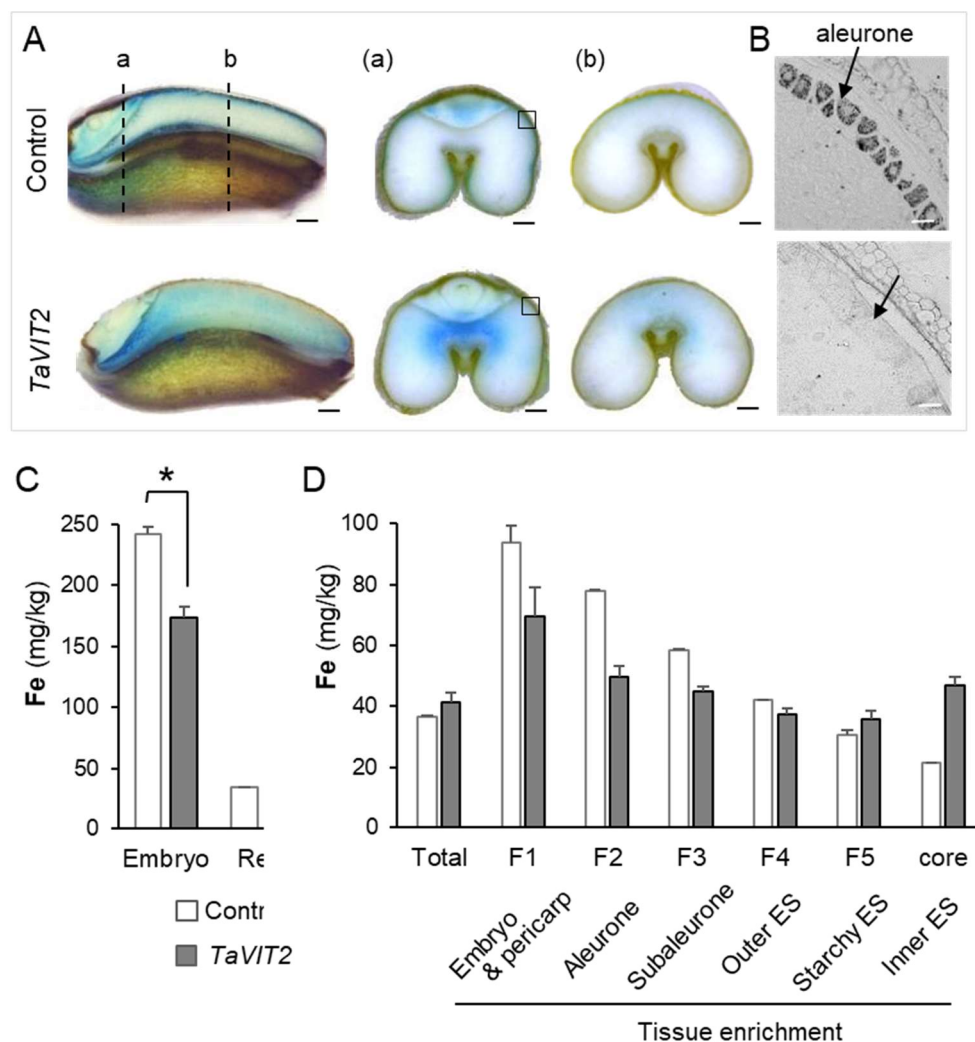 A
a
b
(a)
(b)
B
aleurone
Control
TaVIT2
C
*
Fe (mg/kg)
250
200
150
100
50
0
Embryo
Re
Contr
TaVIT2
D
Fe (mg/kg)
100
80
60
40
20
0
Total
F1
F2
F3
F4
F5
core
Embryo
& pericarp
Aleurone
Subaleurone
Outer ES
Starchy ES
Inner ES
Tissue enrichment